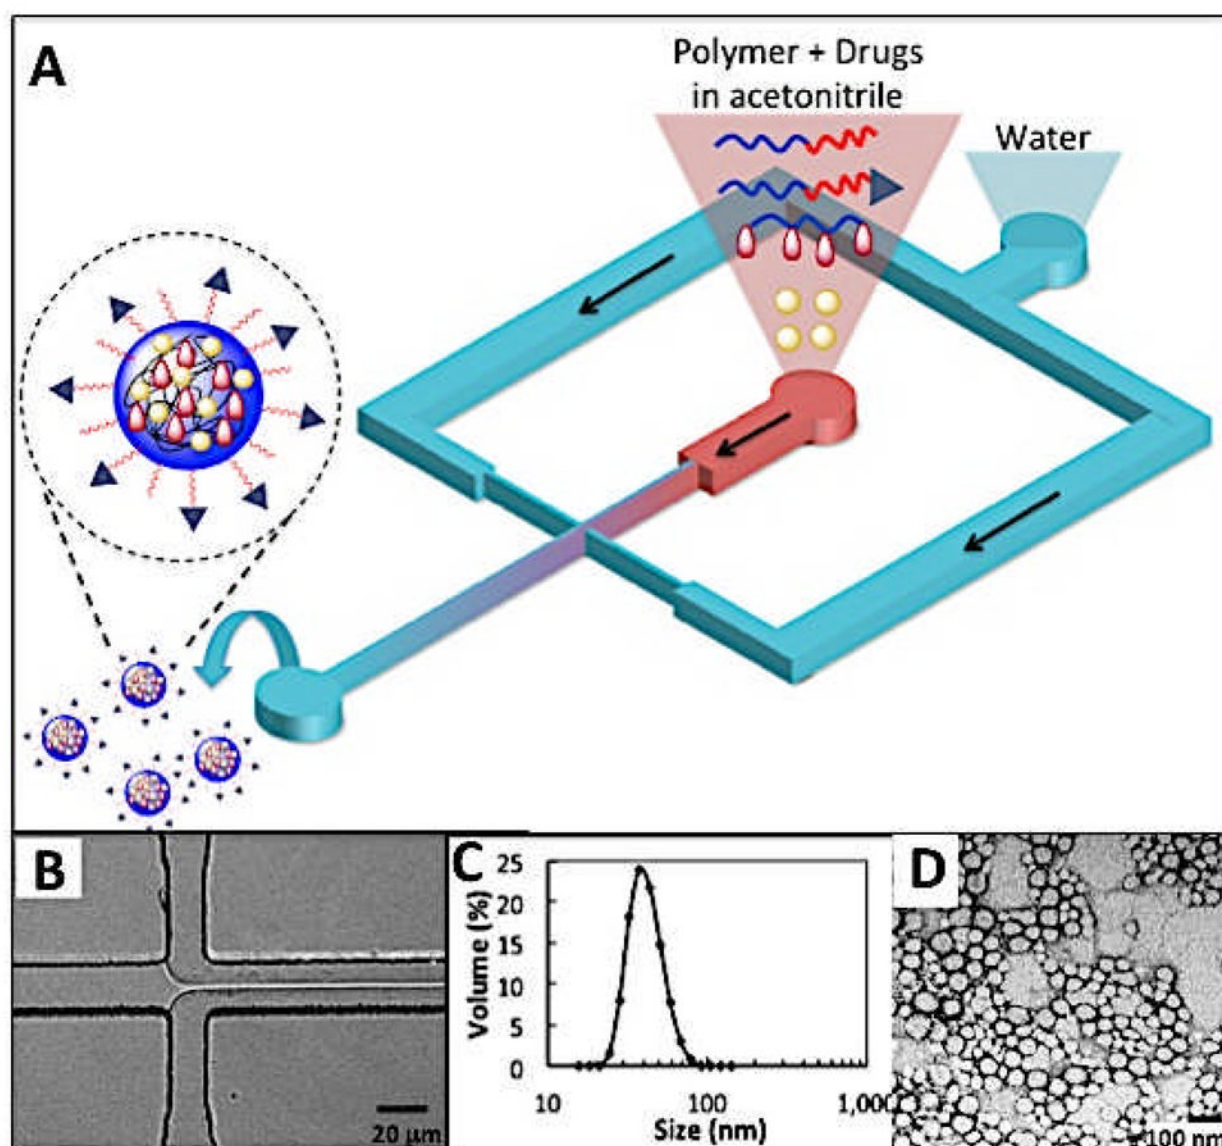 A
Polymer + Drugs
in acetonitrile
Water
B
20 µm
C
Volume (%)
25
20
15
10
5
0
10
100
1,000
Size (nm)
D
100 nm